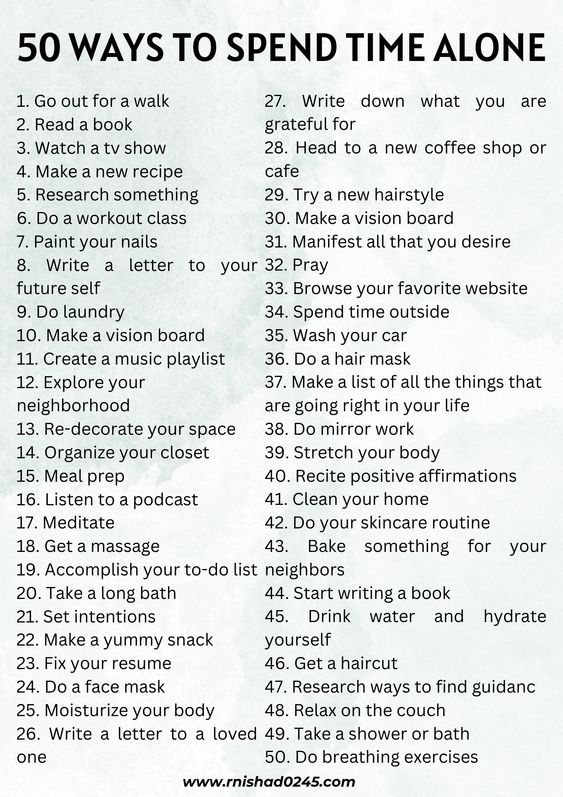 50 WAYS TO SPEND TIME ALONE
1. Go out for a walk
2. Read a book
3. Watch a tv show
4. Make a new recipe
5. Research something
6. Do a workout class
7. Paint your nails
8. Write a letter to your
future self
9. Do laundry
10. Make a vision board
11. Create a music playlist
12. Explore your
neighborhood
13. Re-decorate your space
14. Organize your closet
15. Meal prep
16. Listen to a podcast
17. Meditate
18. Get a massage
19. Accomplish your to-do list
20. Take a long bath
21. Set intentions
22. Make a yummy snack
23. Fix your resume
24. Do a face mask
25. Moisturize your body
26. Write a letter to a loved
one
27. Write down what you are
grateful for
28. Head to a new coffee shop or
cafe
29. Try a new hairstyle
30. Make a vision board
31. Manifest all that you desire
32. Pray
33. Browse your favorite website
34. Spend time outside
35. Wash your car
36. Do a hair mask
37. Make a list of all the things that
are going right in your life
38. Do mirror work
39. Stretch your body
40. Recite positive affirmations
41. Clean your home
42. Do your skincare routine
43. Bake something for your
neighbors
44. Start writing a book
45. Drink water and hydrate
yourself
46. Get a haircut
47. Research ways to find guidanc
48. Relax on the couch
49. Take a shower or bath
50. Do breathing exercises
www.rnishad0245.com